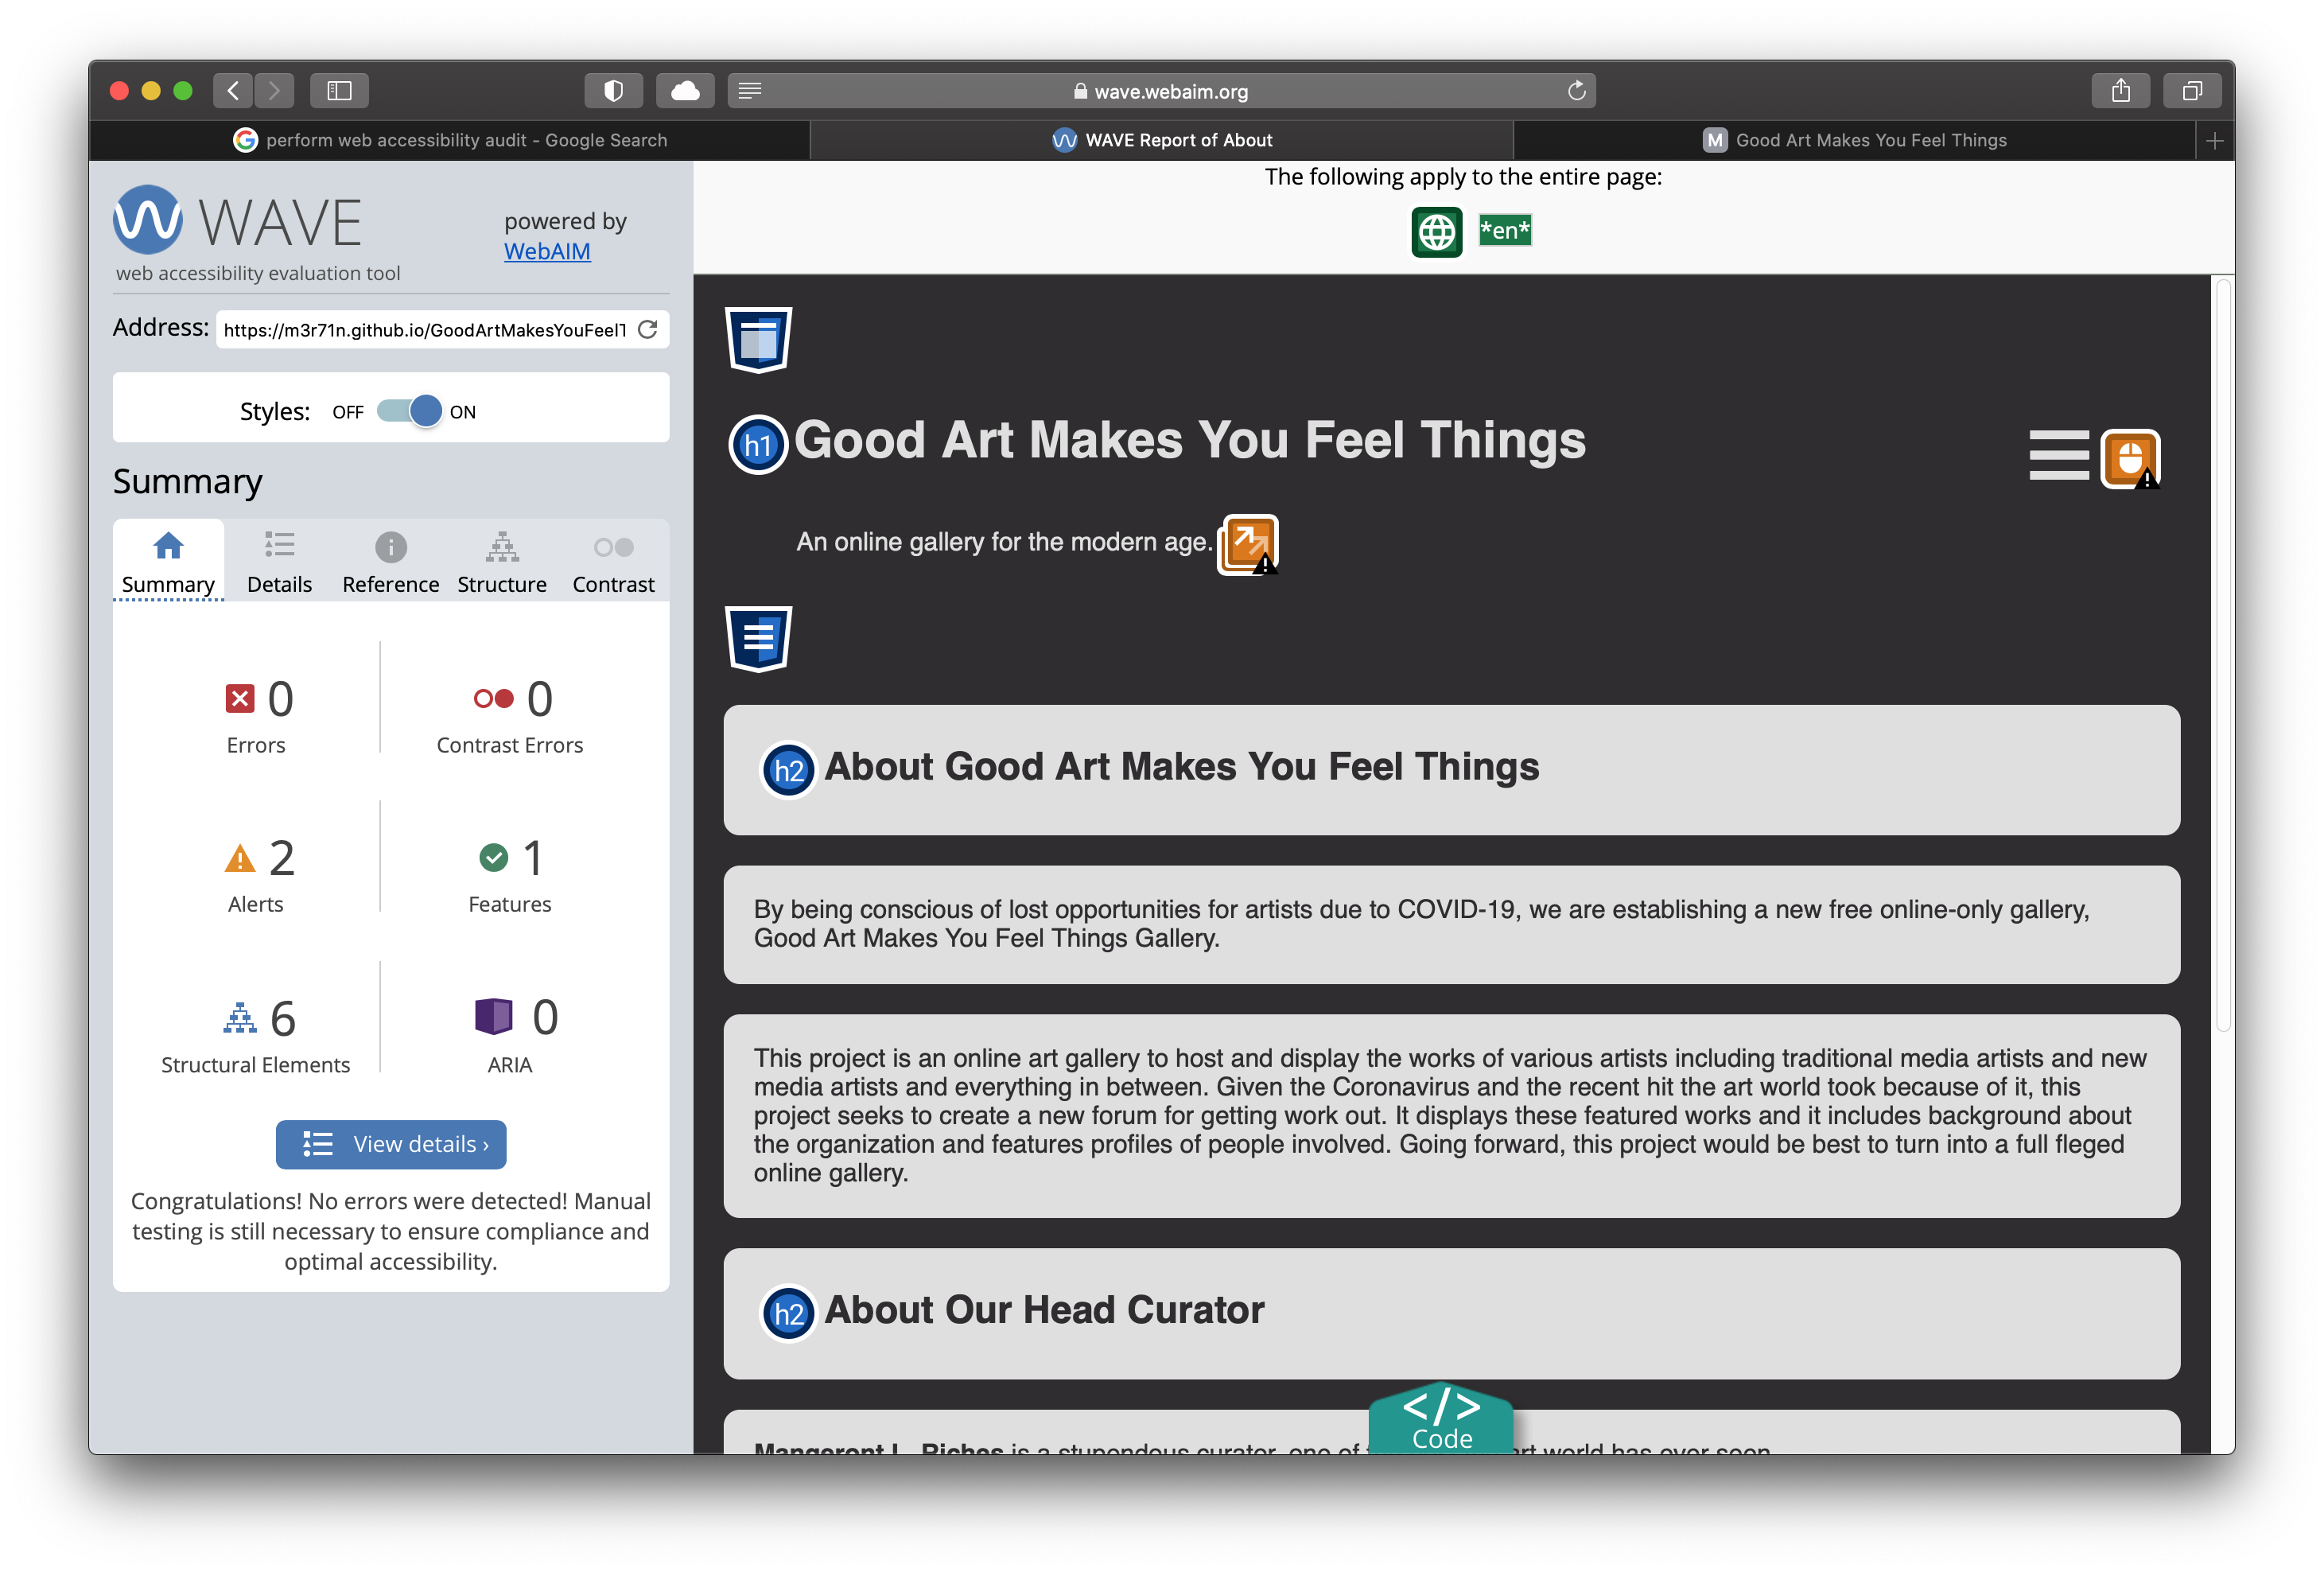 wave.webaim.org
perform web accessibility audit - Google Search
WAVE Report of About
M Good Art Makes You Feel Things
WAVE
powered by
WebAIM
web accessibility evaluation tool
Address: https://m3r71n.github.io/GoodArtMakesYouFeelT
Styles: OFF ON
Summary
Summary Details Reference Structure Contrast
0
Errors
0
Contrast Errors
2
Alerts
1
Features
6
Structural Elements
0
ARIA
View details ›
Congratulations! No errors were detected! Manual
testing is still necessary to ensure compliance and
optimal accessibility.
The following apply to the entire page:
*en*
h1 Good Art Makes You Feel Things
An online gallery for the modern age.
h2 About Good Art Makes You Feel Things
By being conscious of lost opportunities for artists due to COVID-19, we are establishing a new free online-only gallery,
Good Art Makes You Feel Things Gallery.
This project is an online art gallery to host and display the works of various artists including traditional media artists and new
media artists and everything in between. Given the Coronavirus and the recent hit the art world took because of it, this
project seeks to create a new forum for getting work out. It displays these featured works and it includes background about
the organization and features profiles of people involved. Going forward, this project would be best to turn into a full fleged
online gallery.
h2 About Our Head Curator
Mangeront L. Riches is a stupendous curator, one of art world has ever seen
</> Code